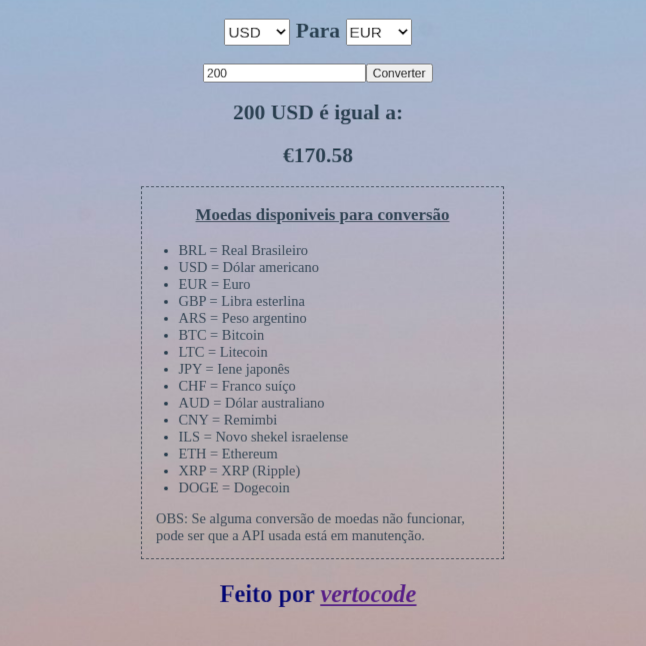 USD Para EUR
200 Converter
200 USD é igual a:
€170.58
Moedas disponiveis para conversão
BRL = Real Brasileiro
USD = Dólar americano
EUR = Euro
GBP = Libra esterlina
ARS = Peso argentino
BTC = Bitcoin
LTC = Litecoin
JPY = Iene japonês
CHF = Franco suíço
AUD = Dólar australiano
CNY = Remimbi
ILS = Novo shekel israelense
ETH = Ethereum
XRP = XRP (Ripple)
DOGE = Dogecoin
OBS: Se alguma conversão de moedas não funcionar,
pode ser que a API usada está em manutenção.
Feito por vertocode